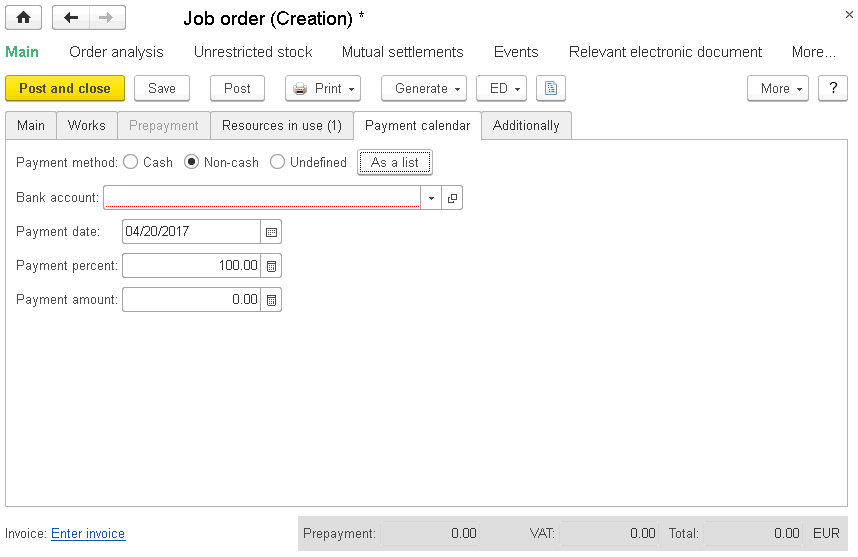 Job order (Creation) *
Main Order analysis Unrestricted stock Mutual settlements Events Relevant electronic document More...
Post and close Save Post Print Generate ED More ?
Main Works Prepayment Resources in use (1) Payment calendar Additionally
Payment method: Cash Non-cash Undefined As a list
Bank account:
Payment date: 04/20/2017
Payment percent: 100.00
Payment amount: 0.00
Invoice: Enter invoice Prepayment: 0.00 VAT: 0.00 Total: 0.00 EUR